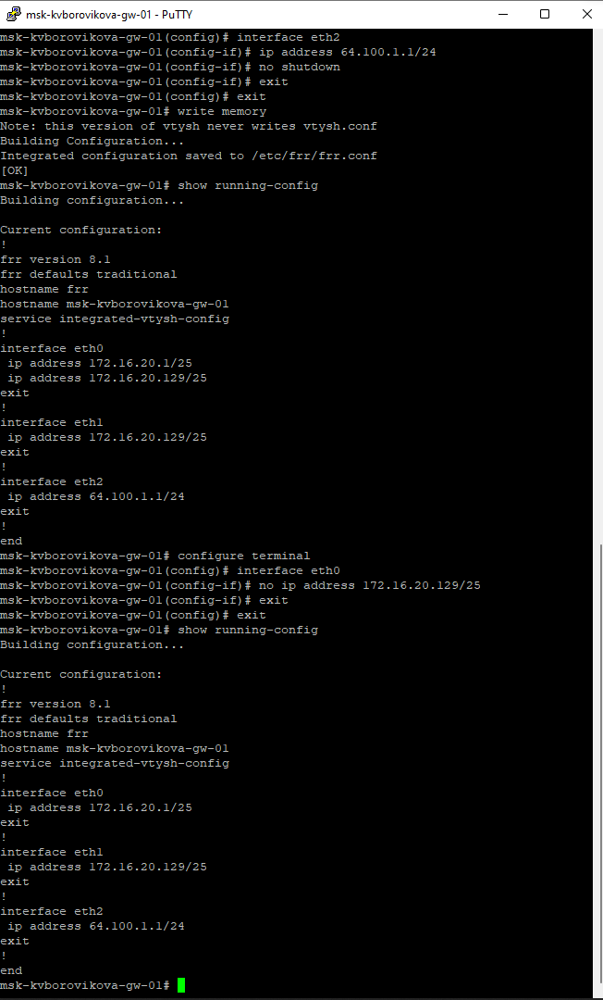 msk-kvborovikova-gw-01 - PuTTY
msk-kvborovikova-gw-01(config)# interface eth2
msk-kvborovikova-gw-01(config-if)# ip address 64.100.1.1/24
msk-kvborovikova-gw-01(config-if)# no shutdown
msk-kvborovikova-gw-01(config-if)# exit
msk-kvborovikova-gw-01(config)# exit
msk-kvborovikova-gw-01# write memory
Note: this version of vtysh never writes vtysh.conf
Building Configuration...
Integrated configuration saved to /etc/frr/frr.conf
[OK]
msk-kvborovikova-gw-01# show running-config
Building configuration...

Current configuration:
!
frr version 8.1
frr defaults traditional
hostname frr
hostname msk-kvborovikova-gw-01
service integrated-vtysh-config
!
interface eth0
 ip address 172.16.20.1/25
 ip address 172.16.20.129/25
exit
!
interface eth1
 ip address 172.16.20.129/25
exit
!
interface eth2
 ip address 64.100.1.1/24
exit
!
end
msk-kvborovikova-gw-01# configure terminal
msk-kvborovikova-gw-01(config)# interface eth0
msk-kvborovikova-gw-01(config-if)# no ip address 172.16.20.129/25
msk-kvborovikova-gw-01(config-if)# exit
msk-kvborovikova-gw-01(config)# exit
msk-kvborovikova-gw-01# show running-config
Building configuration...

Current configuration:
!
frr version 8.1
frr defaults traditional
hostname frr
hostname msk-kvborovikova-gw-01
service integrated-vtysh-config
!
interface eth0
 ip address 172.16.20.1/25
exit
!
interface eth1
 ip address 172.16.20.129/25
exit
!
interface eth2
 ip address 64.100.1.1/24
exit
!
end
msk-kvborovikova-gw-01#